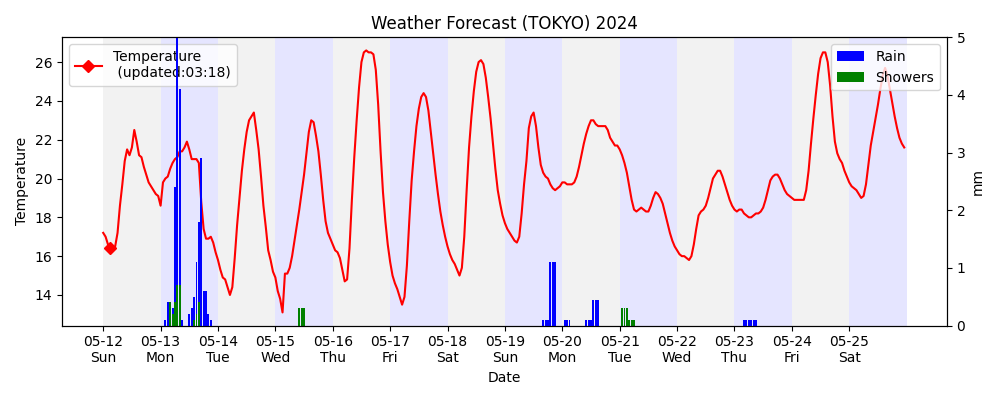 Weather Forecast (TOKYO) 2024
Temperature
(updated:03:18)
Rain
Showers
26
24
22
20
18
16
14
Temperature
5
4
3
2
1
0
mm
05-12 05-13 05-14 05-15 05-16 05-17 05-18 05-19 05-20 05-21 05-22 05-23 05-24 05-25
Sun Mon Tue Wed Thu Fri Sat Sun Mon Tue Wed Thu Fri Sat
Date